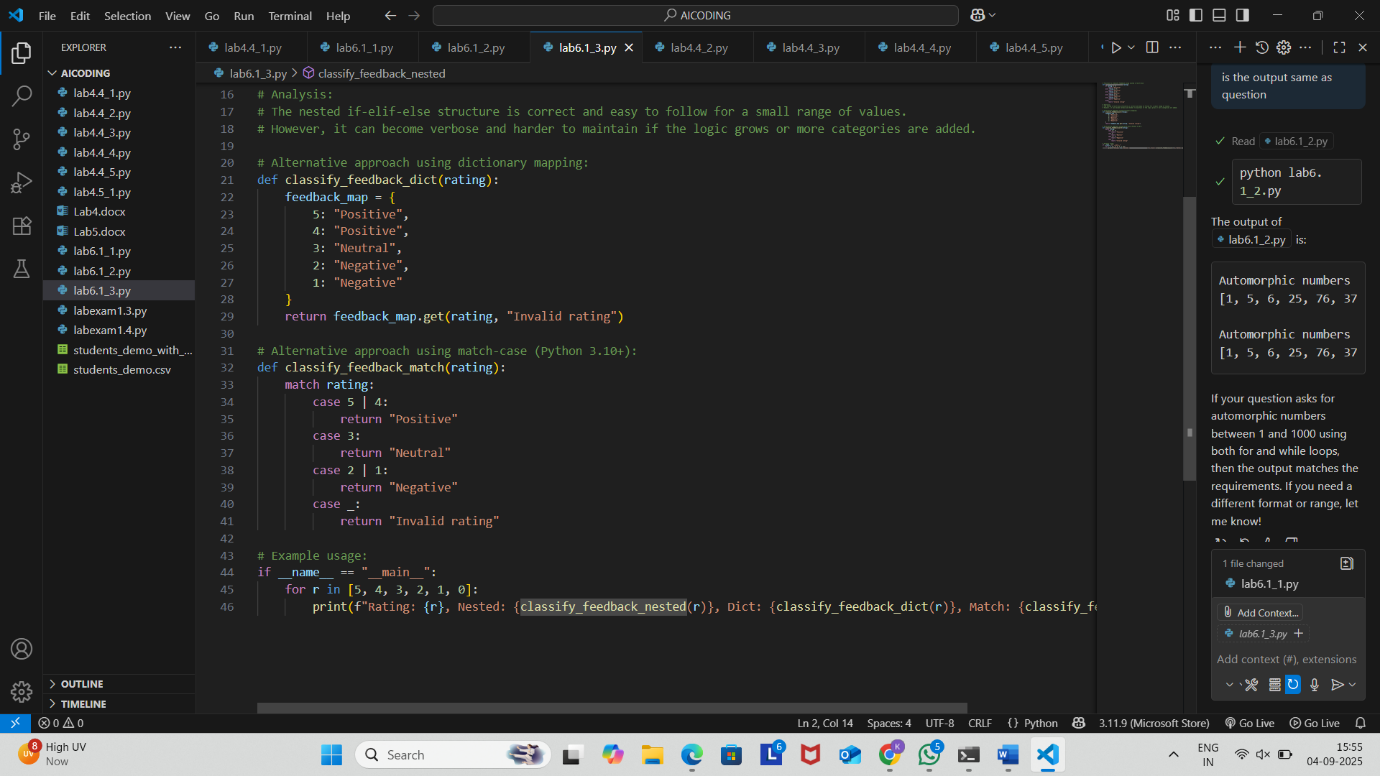 File Edit Selection View Go Run Terminal Help
AICODING
EXPLORER
AICODING
lab4.4_1.py
lab4.4_2.py
lab4.4_3.py
lab4.4_4.py
lab4.4_5.py
lab4.5_1.py
Lab4.docx
Lab5.docx
lab6.1_1.py
lab6.1_2.py
lab6.1_3.py
labexam1.3.py
labexam1.4.py
students_demo_with_...
students_demo.csv
OUTLINE
TIMELINE
lab4.4_1.py lab6.1_1.py lab6.1_2.py lab6.1_3.py lab4.4_2.py lab4.4_3.py lab4.4_4.py lab4.4_5.py
lab6.1_3.py > classify_feedback_nested
16 # Analysis:
17 # The nested if-elif-else structure is correct and easy to follow for a small range of values.
18 # However, it can become verbose and harder to maintain if the logic grows or more categories are added.
19
20 # Alternative approach using dictionary mapping:
21 def classify_feedback_dict(rating):
22 feedback_map = {
23 5: "Positive",
24 4: "Positive",
25 3: "Neutral",
26 2: "Negative",
27 1: "Negative"
28 }
29 return feedback_map.get(rating, "Invalid rating")
30
31 # Alternative approach using match-case (Python 3.10+):
32 def classify_feedback_match(rating):
33 match rating:
34 case 5 | 4:
35 return "Positive"
36 case 3:
37 return "Neutral"
38 case 2 | 1:
39 return "Negative"
40 case _:
41 return "Invalid rating"
42
43 # Example usage:
44 if __name__ == "__main__":
45 for r in [5, 4, 3, 2, 1, 0]:
46 print(f"Rating: {r}, Nested: {classify_feedback_nested(r)}, Dict: {classify_feedback_dict(r)}, Match: {classify_fe
is the output same as
question
Read lab6.1_2.py
python lab6.
1_2.py
The output of
lab6.1_2.py is:
Automorphic numbers
[1, 5, 6, 25, 76, 37
Automorphic numbers
[1, 5, 6, 25, 76, 37
If your question asks for
automorphic numbers
between 1 and 1000 using
both for and while loops,
then the output matches the
requirements. If you need a
different format or range, let
me know!
1 file changed
lab6.1_1.py
Add Context...
lab6.1_3.py +
Add context (#), extensions
0 0 Ln 2, Col 14 Spaces: 4 UTF-8 CRLF {} Python 3.11.9 (Microsoft Store) Go Live Go Live
8 High UV
UV Now
Search
6
K
5
ENG
IN
15:55
04-09-2025